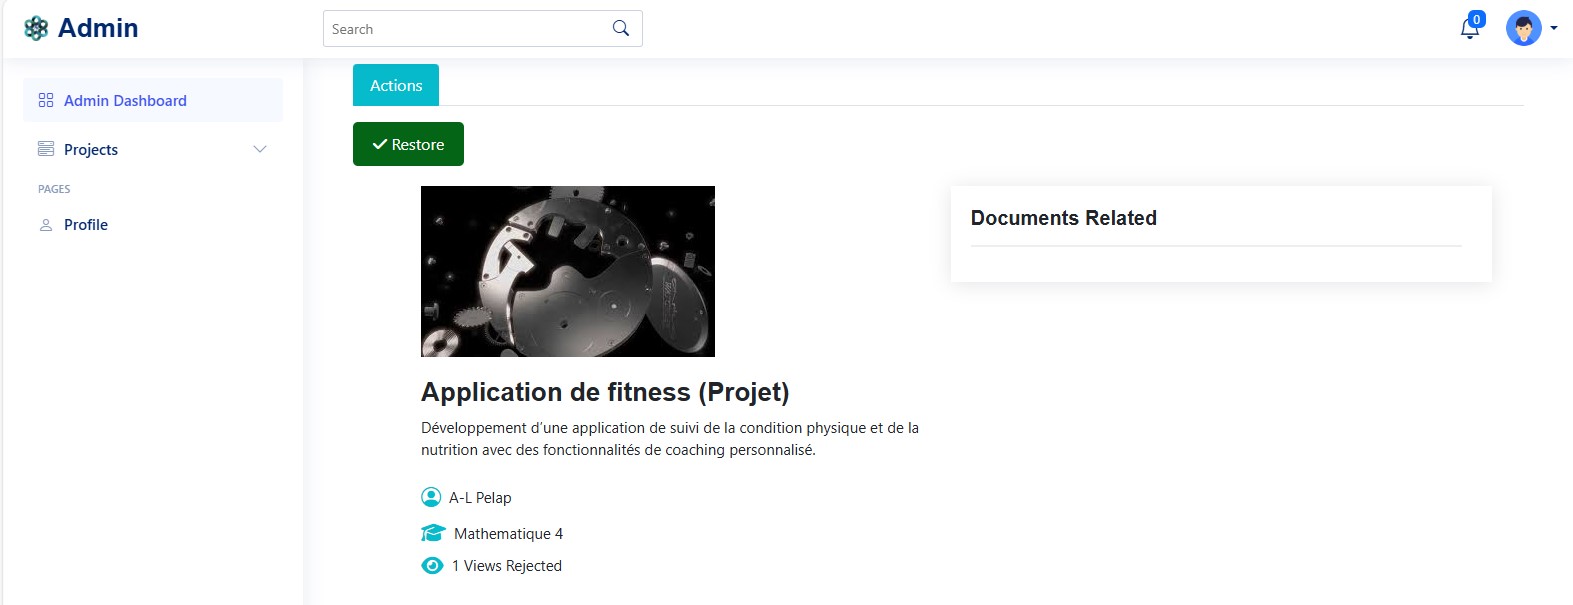 Admin
Search
0
Admin Dashboard
Projects
PAGES
Profile
Actions
Restore
Documents Related
Application de fitness (Projet)
Développement d’une application de suivi de la condition physique et de la
nutrition avec des fonctionnalités de coaching personnalisé.
A-L Pelap
Mathematique 4
1 Views Rejected